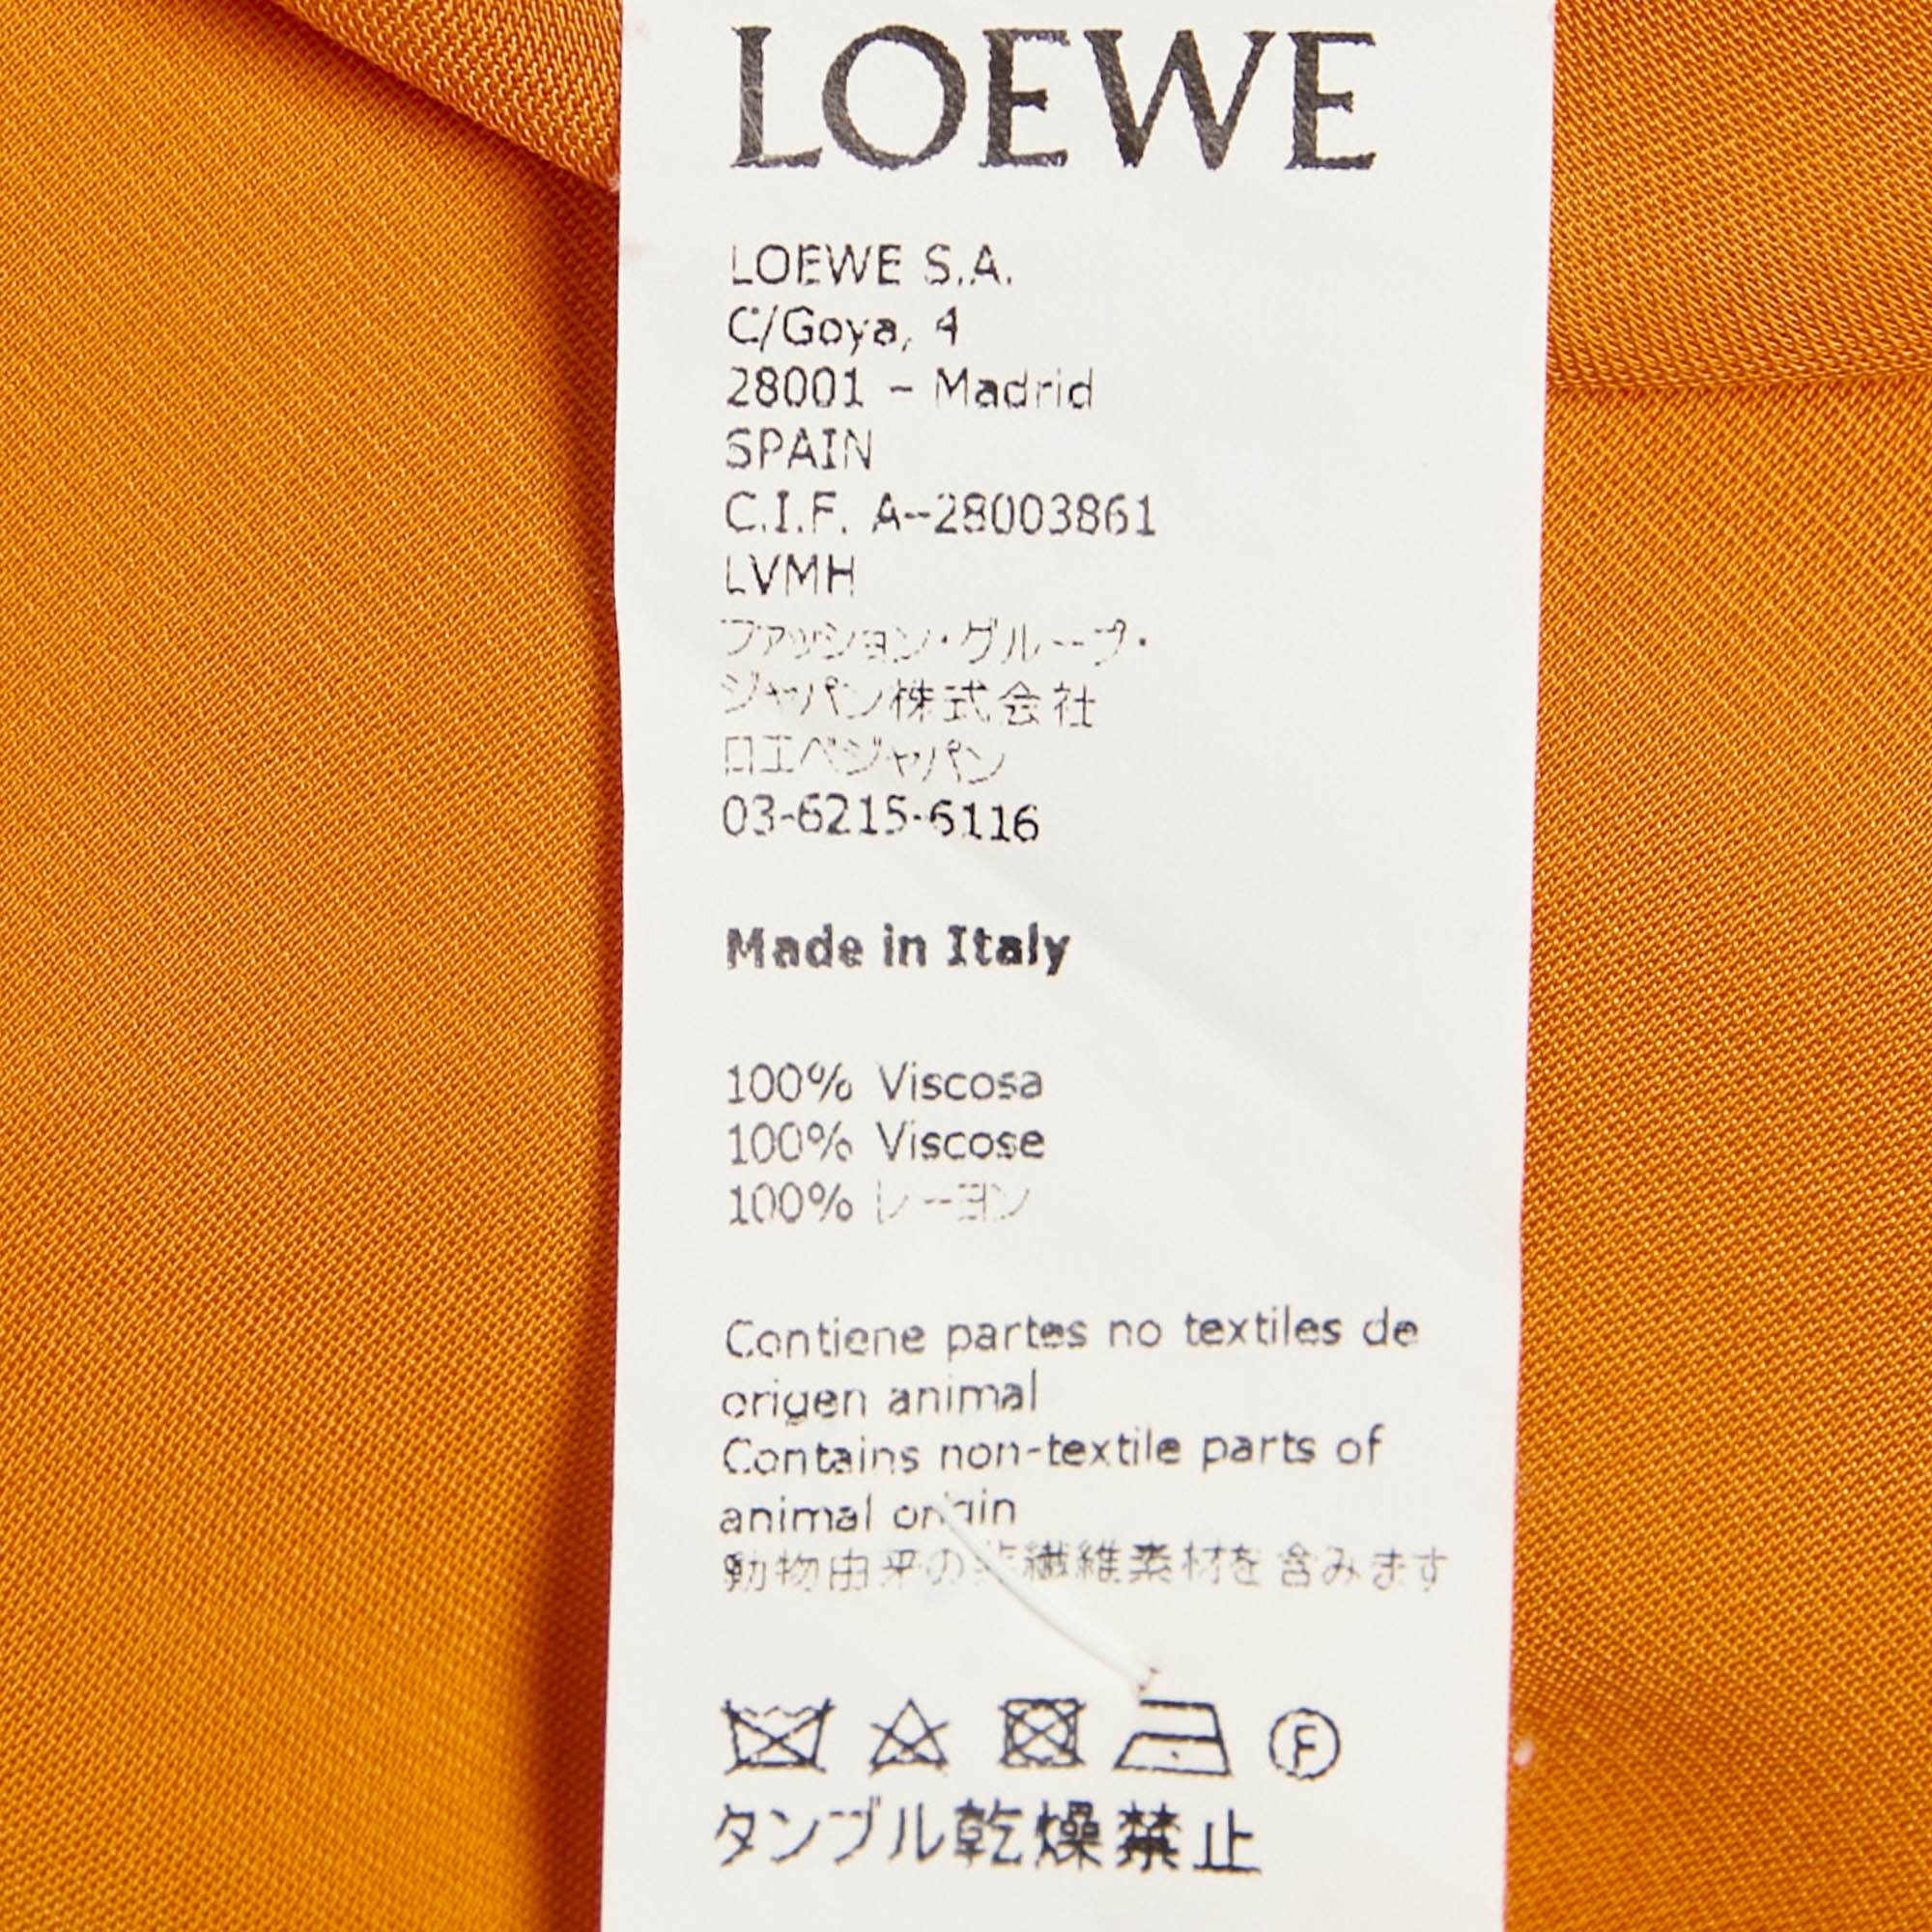 LOEWE
LOEWE S.A.
C/Goya, 4
28001 - Madrid
SPAIN
C.I.F. A-28003861
LVMH
ファッション・グループ・
ジャパン株式会社
ロエベジャパン
03-6215-6116
Made in Italy
100% Viscosa
100% Viscose
100% レーヨン
Contiene partes no textiles de
origen animal
Contains non-textile parts of
animal origin
動物由来の非繊維素材を含みます
F
タンブル乾燥禁止